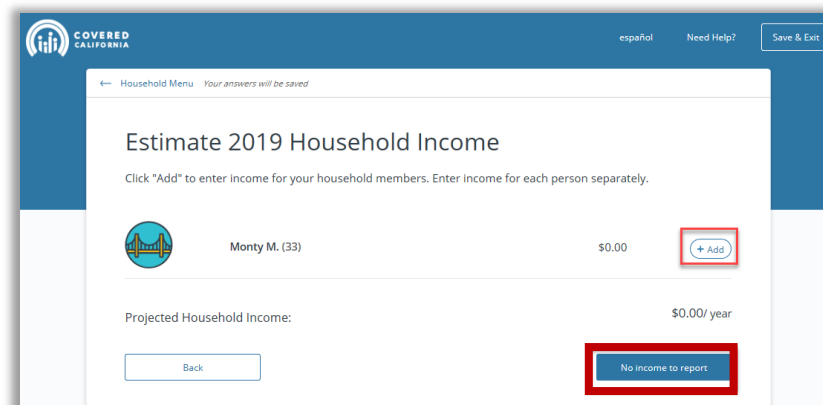 COVERED
CALIFORNIA
español Need Help? Save & Exit
← Household Menu Your answers will be saved
Estimate 2019 Household Income
Click "Add" to enter income for your household members. Enter income for each person separately.
Monty M. (33) $0.00 + Add
Projected Household Income: $0.00/ year
Back No income to report